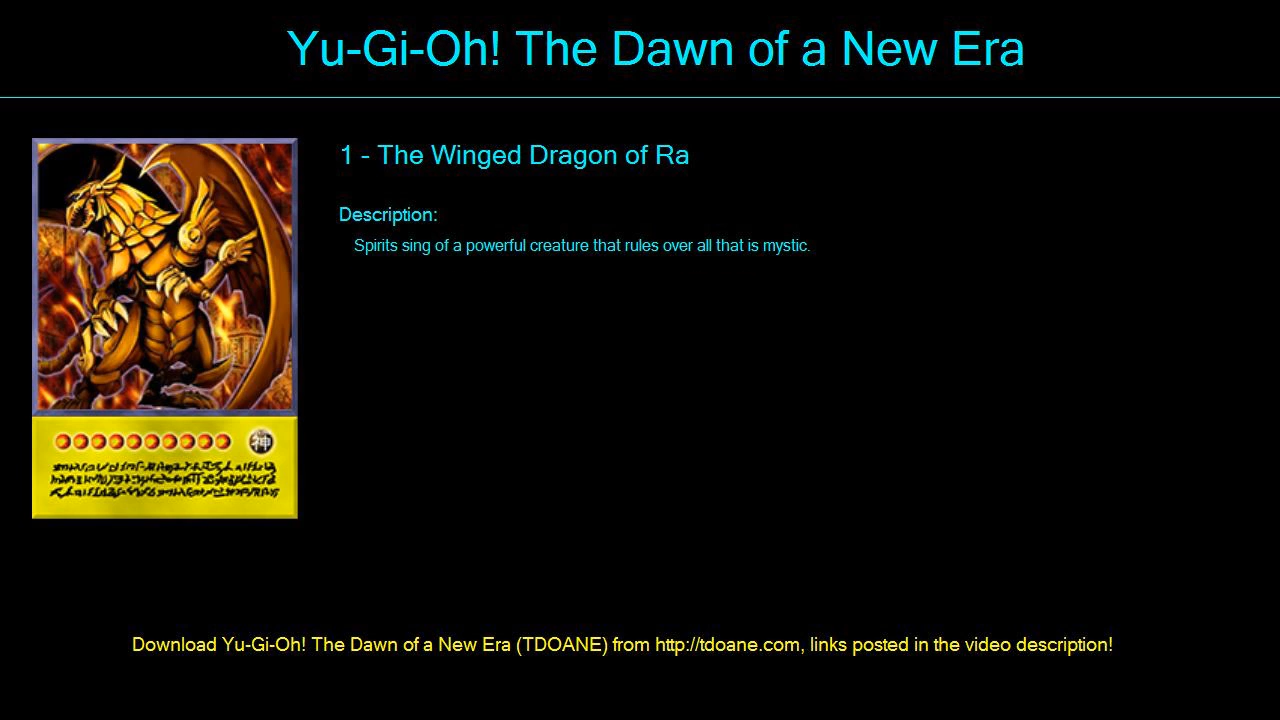 Yu-Gi-Oh! The Dawn of a New Era
1 - The Winged Dragon of Ra
Description:
Spirits sing of a powerful creature that rules over all that is mystic.
神
Download Yu-Gi-Oh! The Dawn of a New Era (TDOANE) from http://tdoane.com, links posted in the video description!